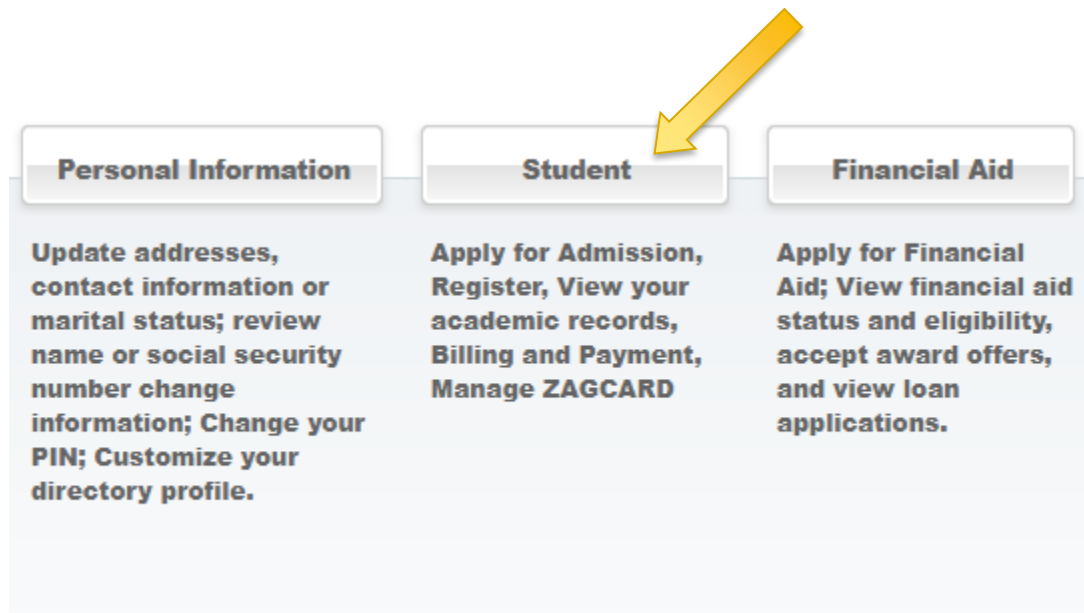 Personal Information
Update addresses,
contact information or
marital status; review
name or social security
number change
information; Change your
PIN; Customize your
directory profile.
Student
Apply for Admission,
Register, View your
academic records,
Billing and Payment,
Manage ZAGCARD
Financial Aid
Apply for Financial
Aid; View financial aid
status and eligibility,
accept award offers,
and view loan
applications.